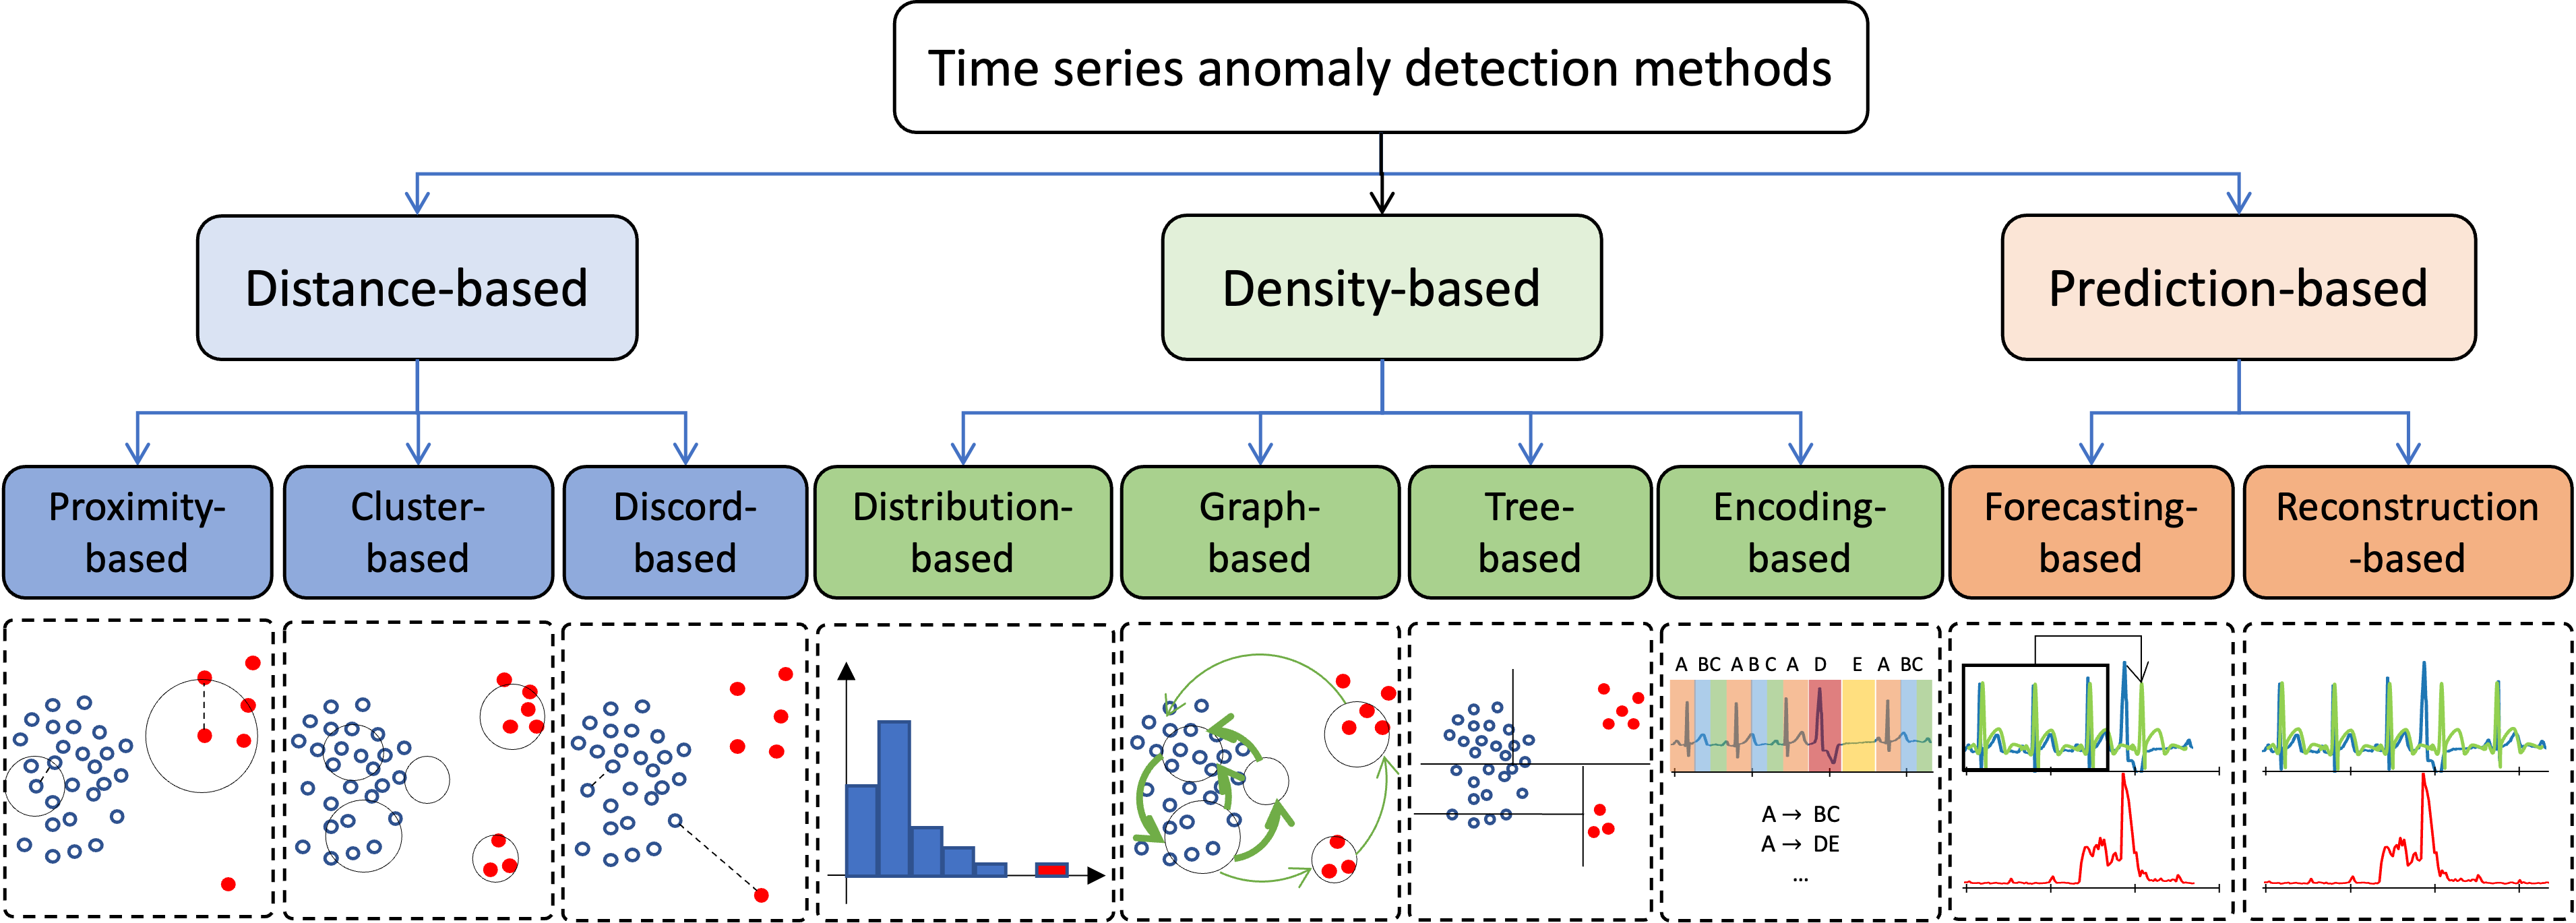 Time series anomaly detection methods
Distance-based
Density-based
Prediction-based
Proximity-
based
Cluster-
based
Discord-
based
Distribution-
based
Graph-
based
Tree-
based
Encoding-
based
Forecasting-
based
Reconstruction
-based
A BC A B C A D E A BC
A → BC
A → DE
...